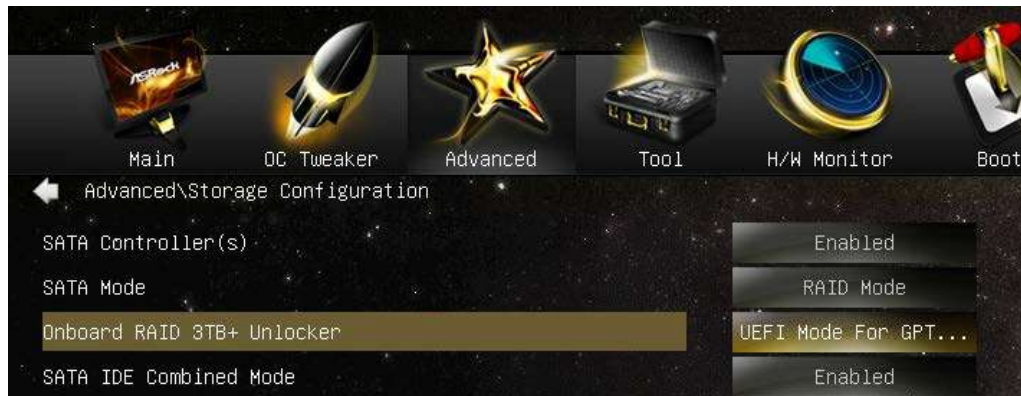 ASRock
Main
OC Tweaker
Advanced
Tool
H/W Monitor
Boot
Advanced\Storage Configuration
SATA Controller(s)
Enabled
SATA Mode
RAID Mode
Onboard RAID 3TB+ Unlocker
UEFI Mode For GPT...
SATA IDE Combined Mode
Enabled